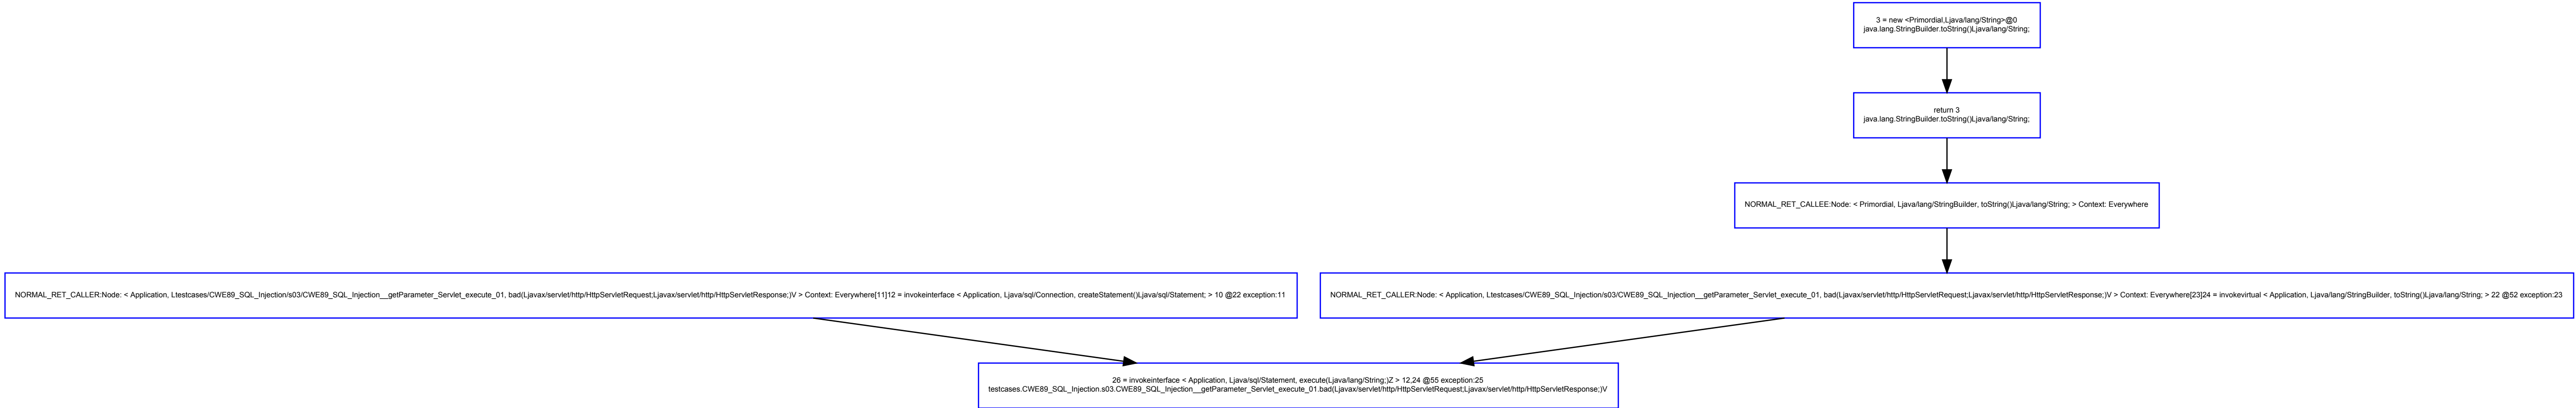 3 = new <Primordial,Ljava/lang/String>@0
java.lang.StringBuilder.toString()Ljava/lang/String;
return 3
java.lang.StringBuilder.toString()Ljava/lang/String;
NORMAL_RET_CALLEE:Node: < Primordial, Ljava/lang/StringBuilder, toString()Ljava/lang/String; > Context: Everywhere
NORMAL_RET_CALLER:Node: < Application, Ltestcases/CWE89_SQL_Injection/s03/CWE89_SQL_Injection__getParameter_Servlet_execute_01, bad(Ljavax/servlet/http/HttpServletRequest;Ljavax/servlet/http/HttpServletResponse;)V > Context: Everywhere[11]12 = invokeinterface < Application, Ljava/sql/Connection, createStatement()Ljava/sql/Statement; > 10 @22 exception:11
NORMAL_RET_CALLER:Node: < Application, Ltestcases/CWE89_SQL_Injection/s03/CWE89_SQL_Injection__getParameter_Servlet_execute_01, bad(Ljavax/servlet/http/HttpServletRequest;Ljavax/servlet/http/HttpServletResponse;)V > Context: Everywhere[23]24 = invokevirtual < Application, Ljava/lang/StringBuilder, toString()Ljava/lang/String; > 22 @52 exception:23
26 = invokeinterface < Application, Ljava/sql/Statement, execute(Ljava/lang/String;)Z > 12,24 @55 exception:25
testcases.CWE89_SQL_Injection.s03.CWE89_SQL_Injection__getParameter_Servlet_execute_01.bad(Ljavax/servlet/http/HttpServletRequest;Ljavax/servlet/http/HttpServletResponse;)V